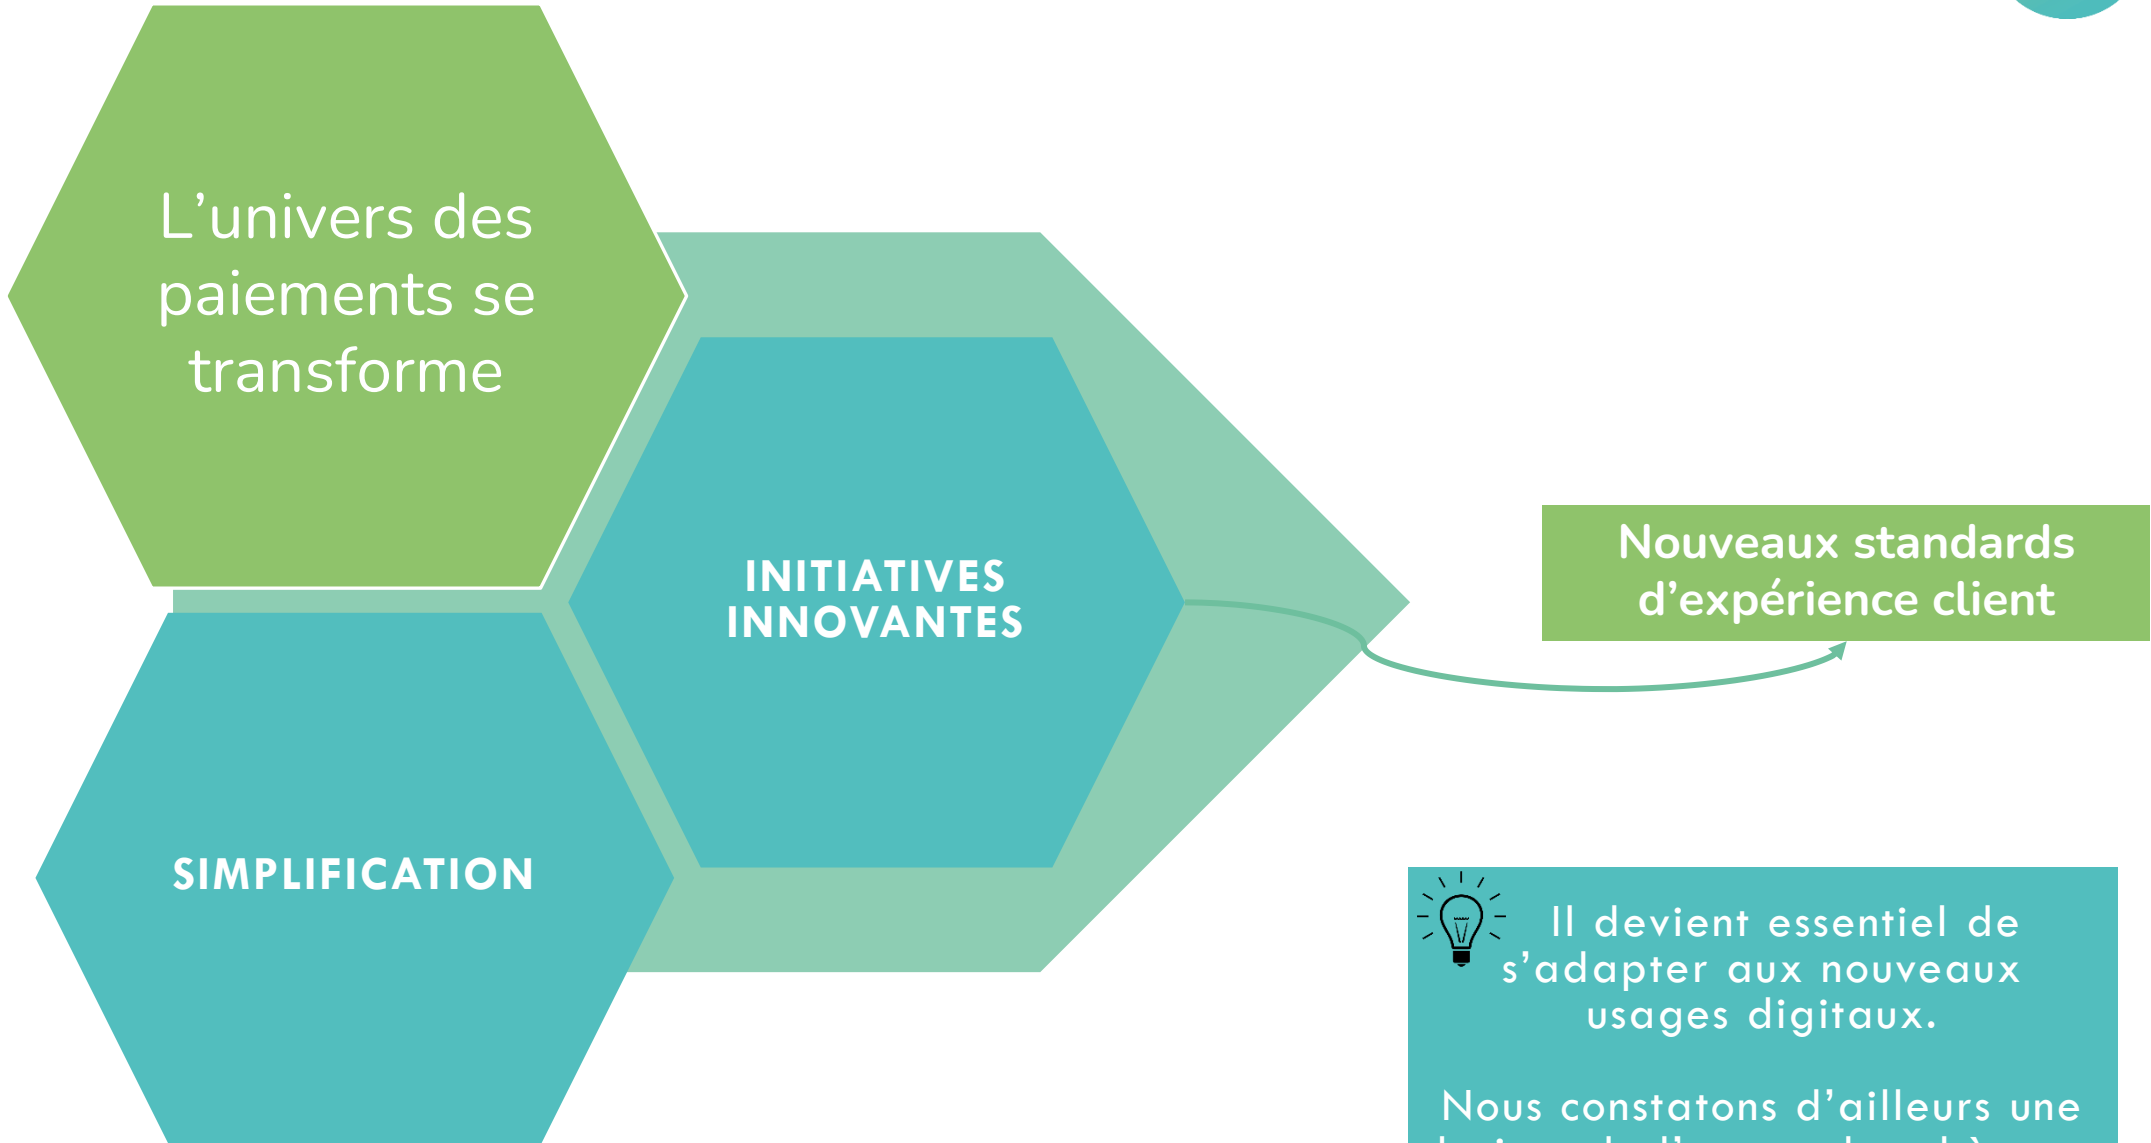 L’univers des
paiements se
transforme
INITIATIVES
INNOVANTES
SIMPLIFICATION
Nouveaux standards
d’expérience client
Il devient essentiel de
s’adapter aux nouveaux
usages digitaux.
Nous constatons d’ailleurs une